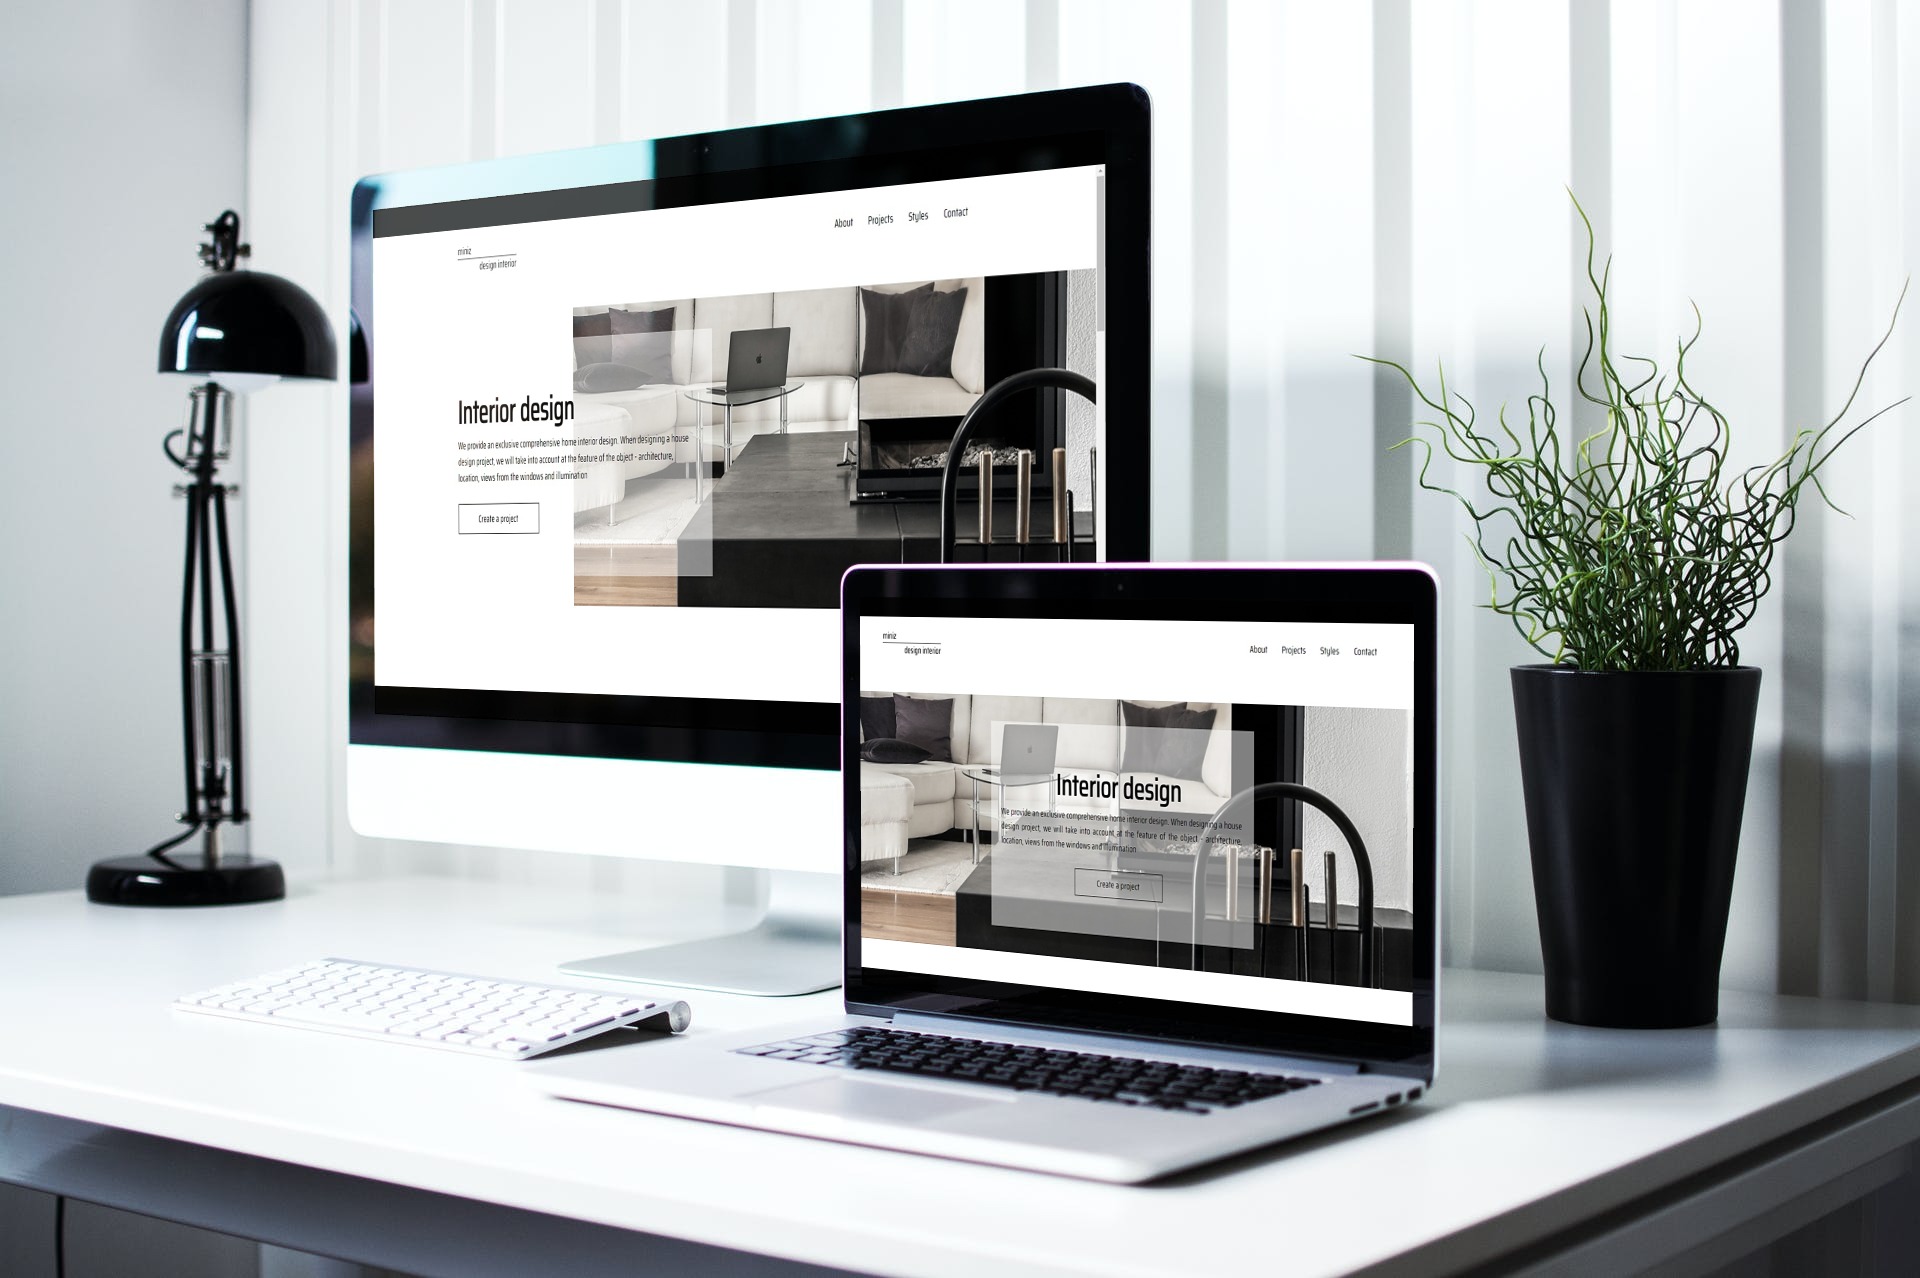 miniz
design interior
About Projects Styles Contact
Interior design
We provide an exclusive comprehensive home interior design. When designing a house
design project, we will take into account at the feature of the object - architecture,
location, views from the windows and illumination
Create a project
miniz
design interior
About Projects Styles Contact
Interior design
We provide an exclusive comprehensive home interior design. When designing a house
design project, we will take into account at the feature of the object - architecture,
location, views from the windows and illumination
Create a project